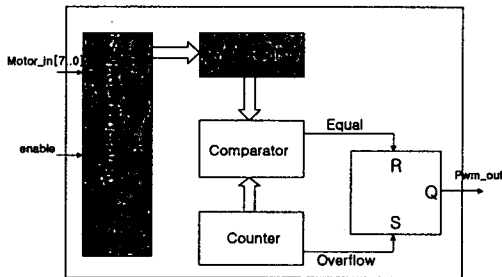 Motor_in[7..0]
enable
Comparator
Equal
R
Q
Pwm_out
S
Counter
Overflow